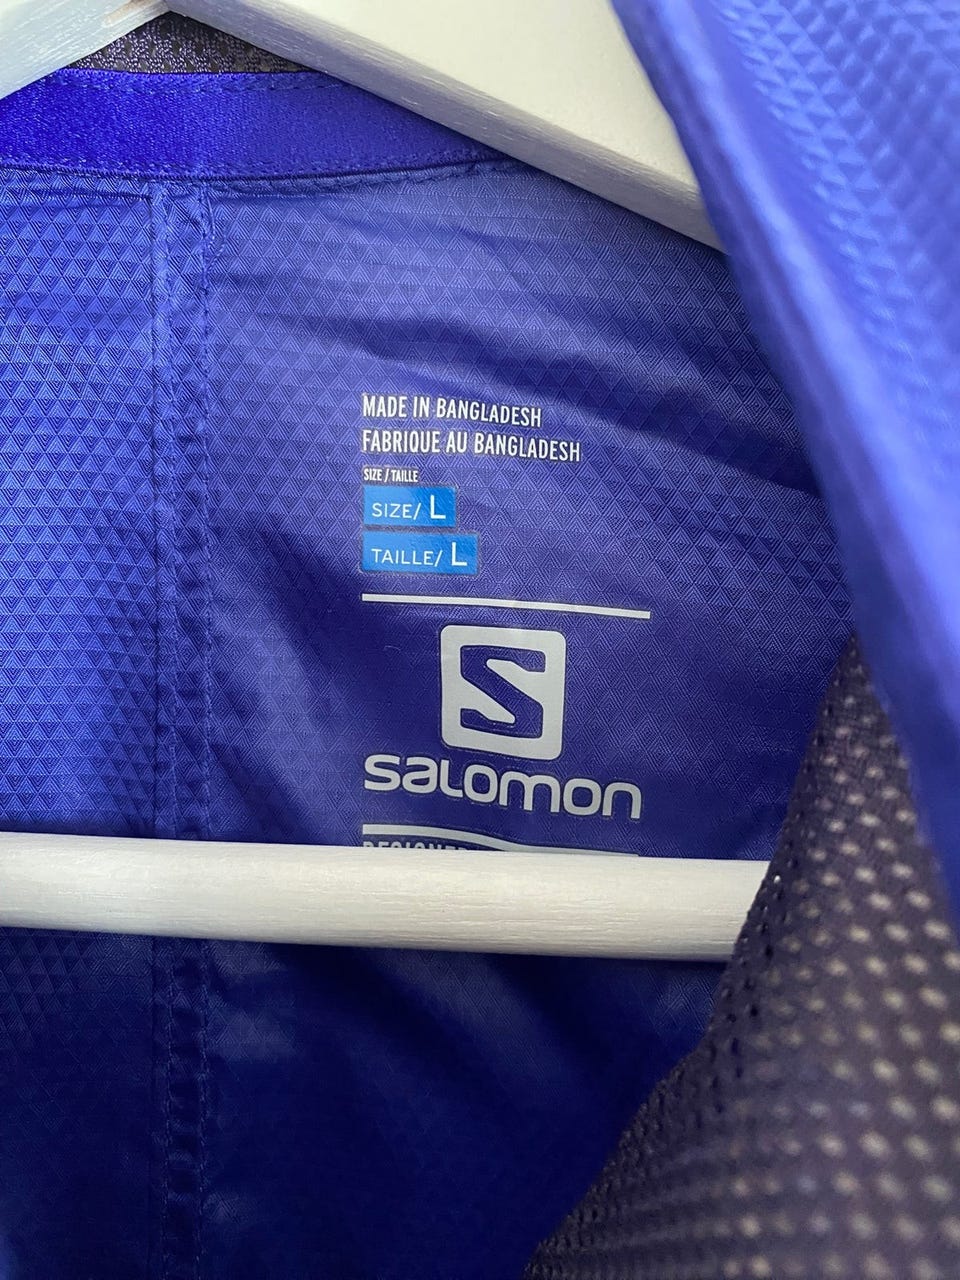 MADE IN BANGLADESH
FABRIQUE AU BANGLADESH
SIZE / TAILLE
SIZE/ L
TAILLE/ L
S
SALOMON